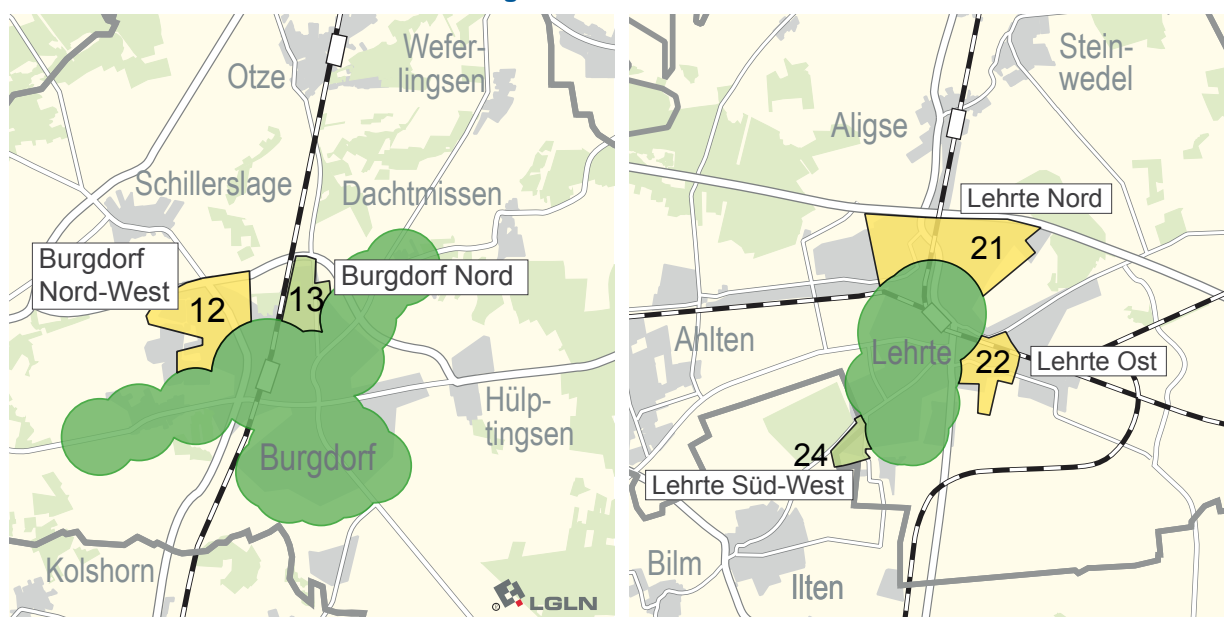 Otze
Wefer-
lingsen
Schillerslage
Dachtmissen
Burgdorf
Nord-West
12
13
Burgdorf Nord
Hülp-
tingsen
Burgdorf
Kolshorn
LGLN
Stein-
wedel
Aligse
Lehrte Nord
21
Ahlten
Lehrte
22
Lehrte Ost
24
Lehrte Süd-West
Bilm
Ilten